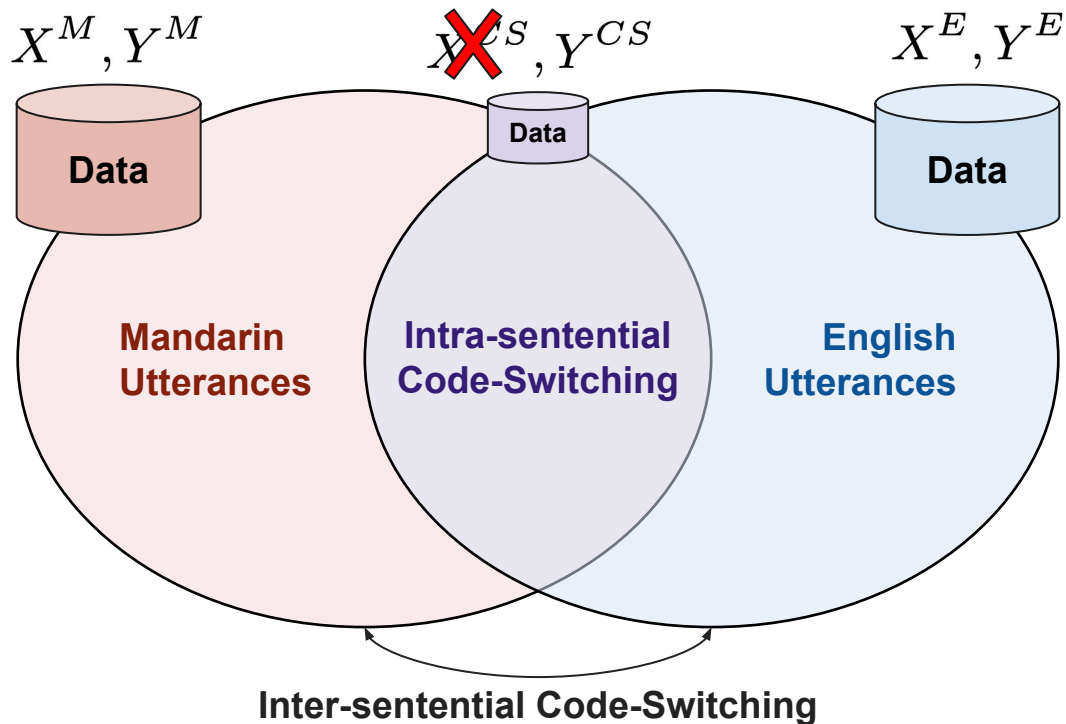 X^M, Y^M
X^CS, Y^CS
X^E, Y^E
Data
Data
Data
Mandarin
Utterances
Intra-sentential
Code-Switching
English
Utterances
Inter-sentential Code-Switching